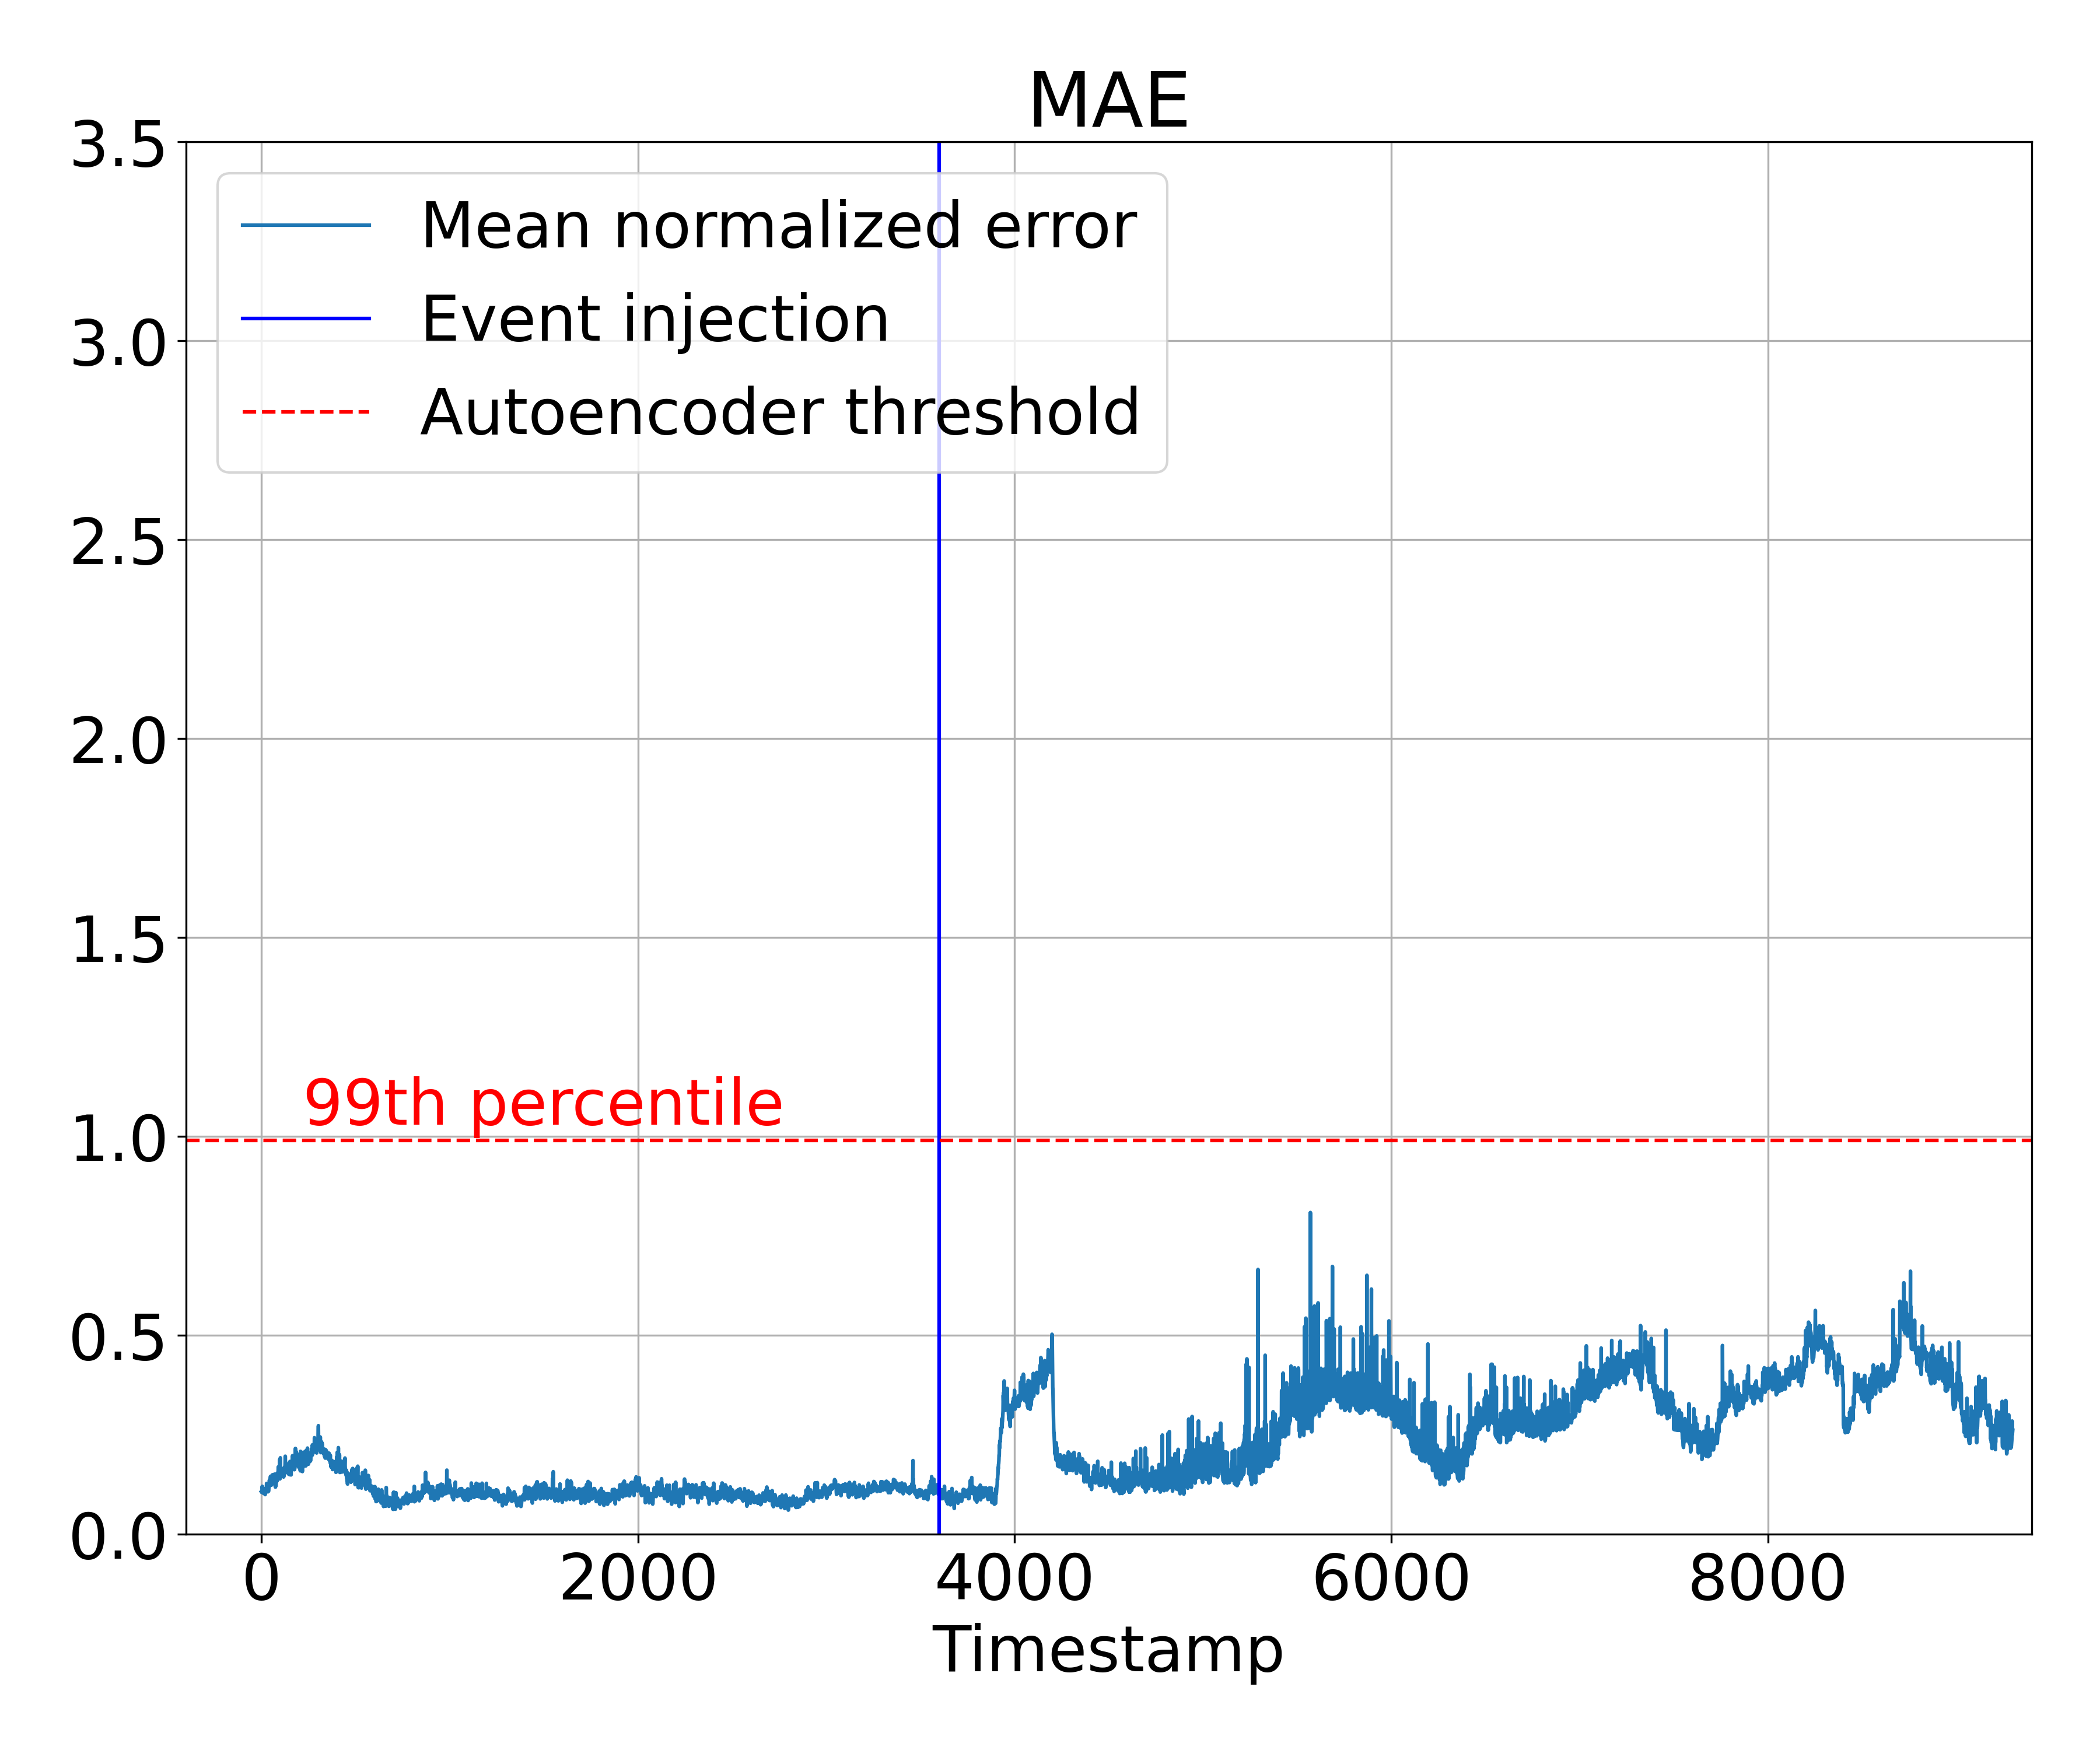 MAE
3.5
3.0
2.5
2.0
1.5
1.0
0.5
0.0
Mean normalized error
Event injection
Autoencoder threshold
99th percentile
0 2000 4000 6000 8000
Timestamp